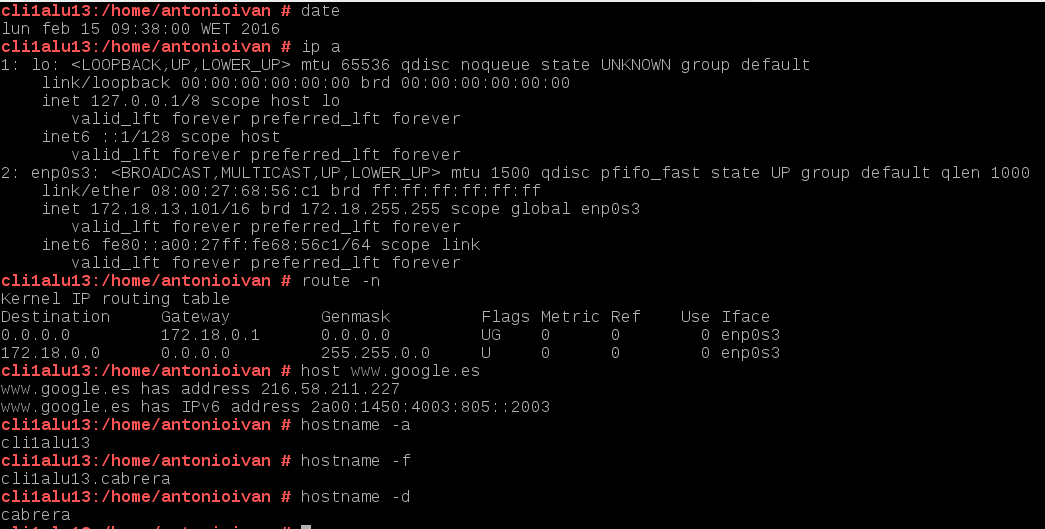 cli1alu13:/home/antonioivan # date
lun feb 15 09:38:00 WET 2016
cli1alu13:/home/antonioivan # ip a
1: lo: <LOOPBACK,UP,LOWER_UP> mtu 65536 qdisc noqueue state UNKNOWN group default
    link/loopback 00:00:00:00:00:00 brd 00:00:00:00:00:00
    inet 127.0.0.1/8 scope host lo
       valid_lft forever preferred_lft forever
    inet6 ::1/128 scope host
       valid_lft forever preferred_lft forever
2: enp0s3: <BROADCAST,MULTICAST,UP,LOWER_UP> mtu 1500 qdisc pfifo_fast state UP group default qlen 1000
    link/ether 08:00:27:68:56:c1 brd ff:ff:ff:ff:ff:ff
    inet 172.18.13.101/16 brd 172.18.255.255 scope global enp0s3
       valid_lft forever preferred_lft forever
    inet6 fe80::a00:27ff:fe68:56c1/64 scope link
       valid_lft forever preferred_lft forever
cli1alu13:/home/antonioivan # route -n
Kernel IP routing table
Destination     Gateway         Genmask         Flags Metric Ref    Use Iface
0.0.0.0         172.18.0.1      0.0.0.0         UG    0      0        0 enp0s3
172.18.0.0      0.0.0.0         255.255.0.0     U     0      0        0 enp0s3
cli1alu13:/home/antonioivan # host www.google.es
www.google.es has address 216.58.211.227
www.google.es has IPv6 address 2a00:1450:4003:805::2003
cli1alu13:/home/antonioivan # hostname -a
cli1alu13
cli1alu13:/home/antonioivan # hostname -f
cli1alu13.cabrera
cli1alu13:/home/antonioivan # hostname -d
cabrera
cli1alu13:/home/antonioivan #